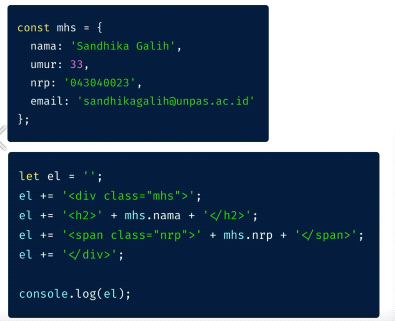 const mhs = {
  nama: 'Sandhika Galih',
  umur: 33,
  nrp: '043040023',
  email: 'sandhikagalih@unpas.ac.id'
};
let el = '';
el += '<div class="mhs">';
el += '<h2>' + mhs.nama + '</h2>';
el += '<span class="nrp">' + mhs.nrp + '</span>';
el += '</div>';
console.log(el);